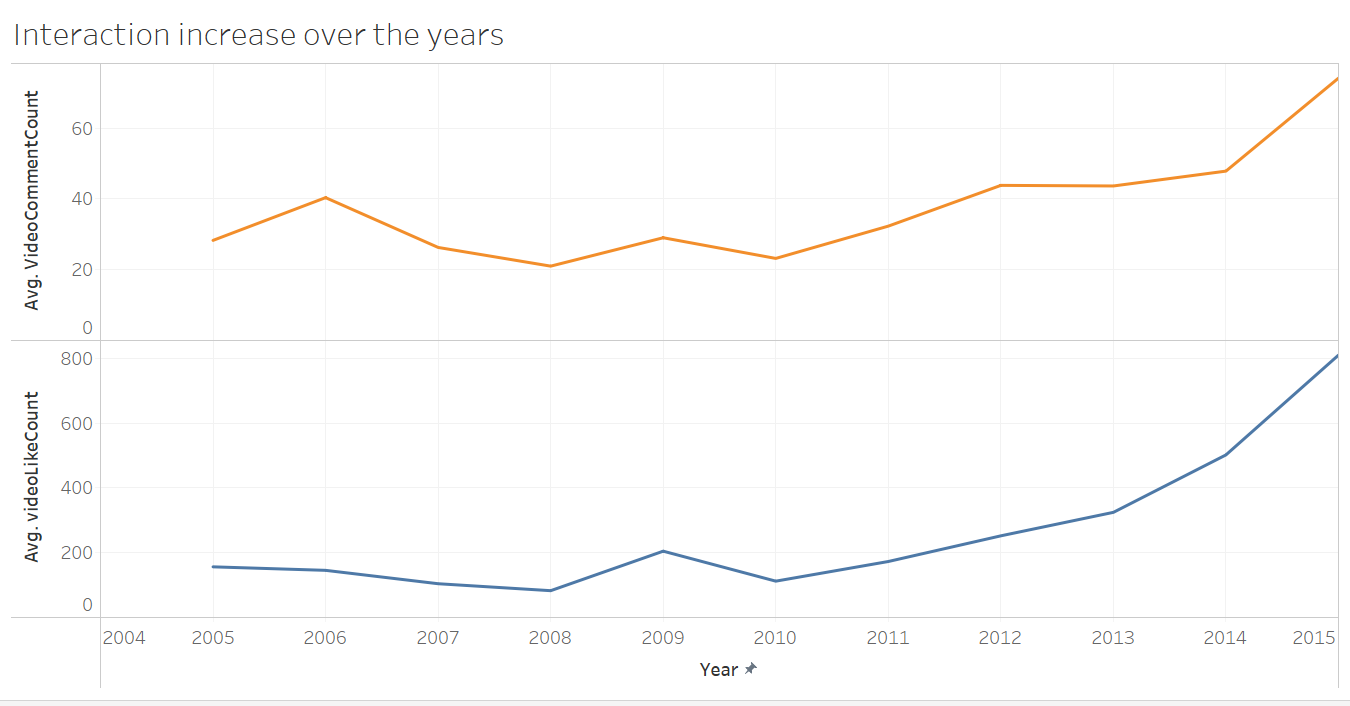 Interaction increase over the years
Avg. VideoCommentCount
60
40
20
0
Avg. videoLikeCount
800
600
400
200
0
2004 2005 2006 2007 2008 2009 2010 2011 2012 2013 2014 2015
Year